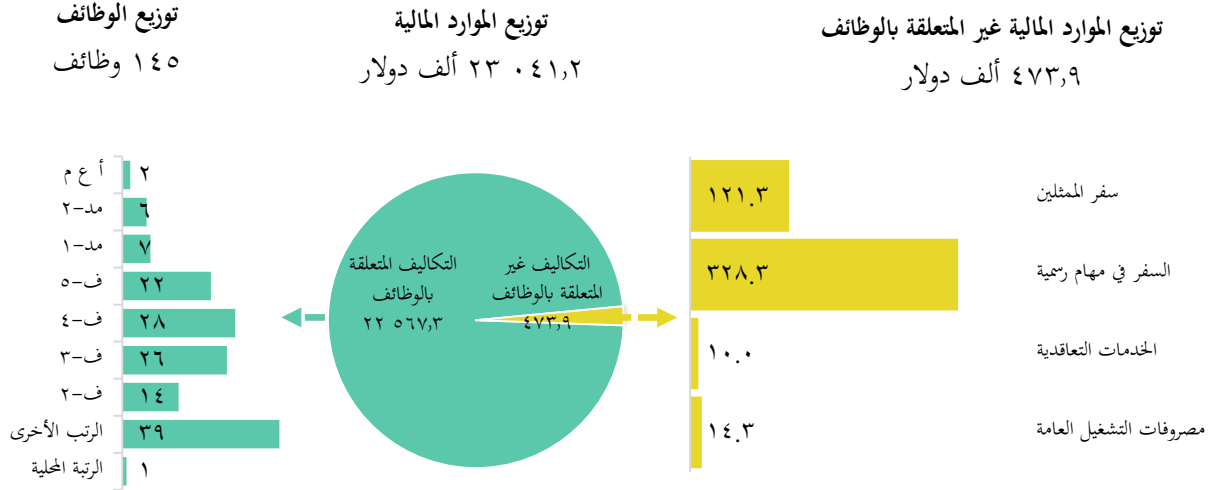 توزيع الموارد المالية غير المتعلقة بالوظائف
٤٧٣,٩ ألف دولار
توزيع الموارد المالية
٢٣ ٠٤١,٢ ألف دولار
توزيع الوظائف
١٤٥ وظائف
سفر الممثلين
١٢١.٣
السفر في مهام رسمية
٣٢٨.٣
الخدمات التعاقدية
١٠.٠
مصروفات التشغيل العامة
١٤.٣
التكاليف غير
المتعلقة بالوظائف
٤٧٣,٩
التكاليف المتعلقة
بالوظائف
٢٢ ٥٦٧,٣
أ ع م
٢
مد-٢
٦
مد-١
٧
ف-٥
٢٢
ف-٤
٢٨
ف-٣
٢٦
ف-٢
١٤
الرتب الأخرى
٣٩
الرتبة المحلية
١